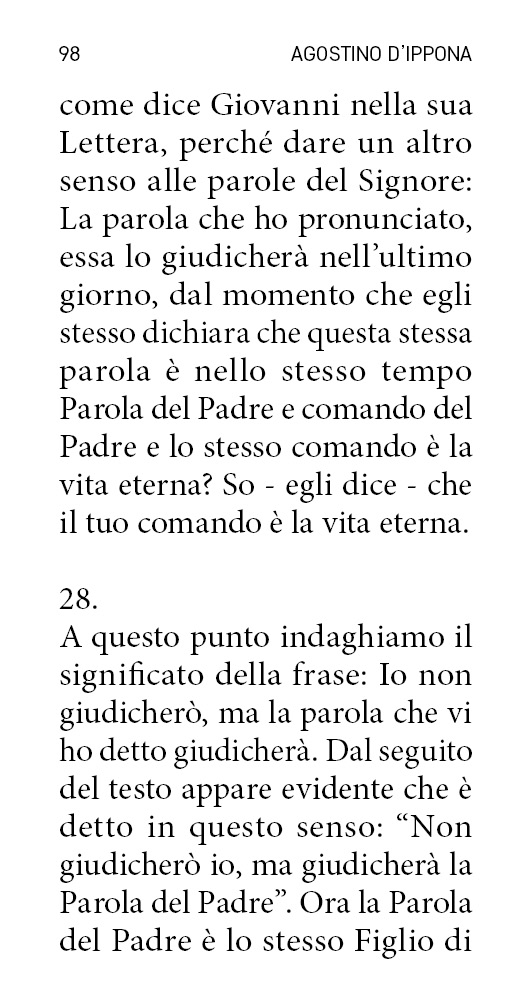 98 AGOSTINO D'IPPONA
come dice Giovanni nella sua
Lettera, perché dare un altro
senso alle parole del Signore:
La parola che ho pronunciato,
essa lo giudicherà nell’ultimo
giorno, dal momento che egli
stesso dichiara che questa stessa
parola è nello stesso tempo
Parola del Padre e comando del
Padre e lo stesso comando è la
vita eterna? So - egli dice - che
il tuo comando è la vita eterna.
28.
A questo punto indaghiamo il
significato della frase: Io non
giudicherò, ma la parola che vi
ho detto giudicherà. Dal seguito
del testo appare evidente che è
detto in questo senso: “Non
giudicherò io, ma giudicherà la
Parola del Padre”. Ora la Parola
del Padre è lo stesso Figlio di